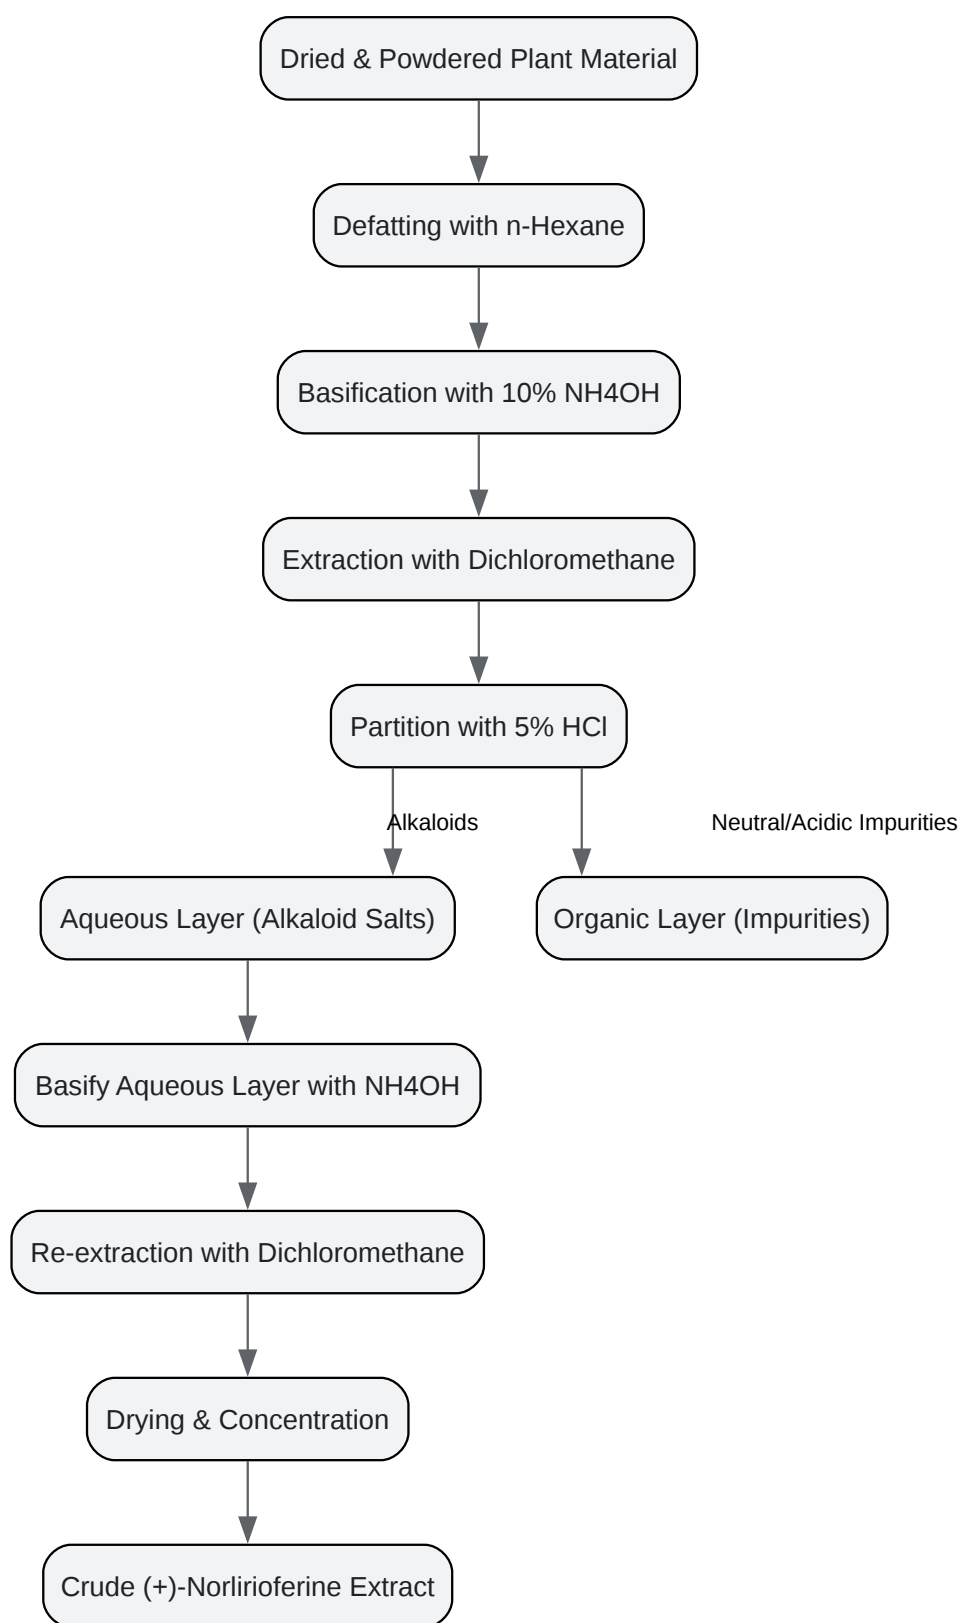 Dried & Powdered Plant Material
Defatting with n-Hexane
Basification with 10% NH4OH
Extraction with Dichloromethane
Partition with 5% HCl
Alkaloids
Neutral/Acidic Impurities
Aqueous Layer (Alkaloid Salts)
Organic Layer (Impurities)
Basify Aqueous Layer with NH4OH
Re-extraction with Dichloromethane
Drying & Concentration
Crude (+)-Norlirioferine Extract